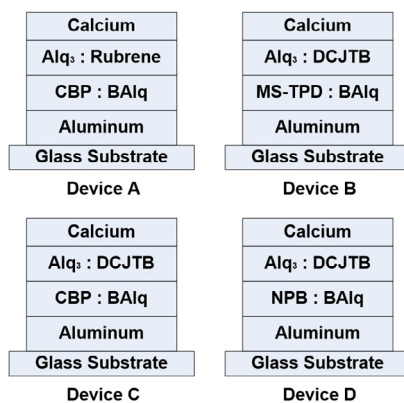 Calcium
Alq₃ : Rubrene
CBP : BAlq
Aluminum
Glass Substrate
Device A
Calcium
Alq₃ : DCJTB
MS-TPD : BAlq
Aluminum
Glass Substrate
Device B
Calcium
Alq₃ : DCJTB
CBP : BAlq
Aluminum
Glass Substrate
Device C
Calcium
Alq₃ : DCJTB
NPB : BAlq
Aluminum
Glass Substrate
Device D